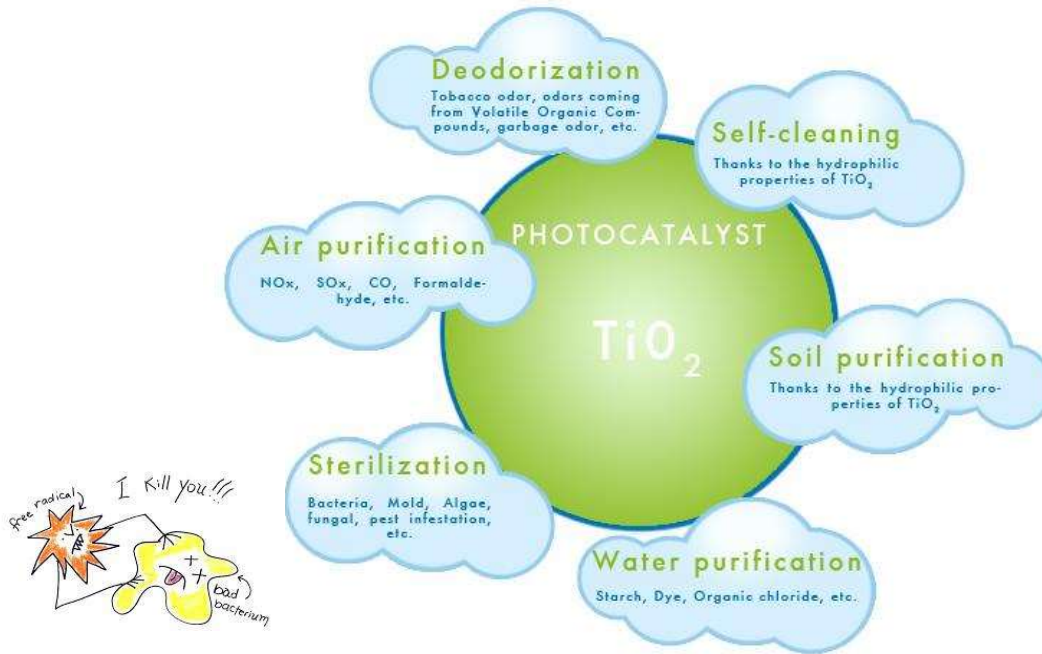 Deodorization
Tobacco odor, odors coming
from Volatile Organic Com-
pounds, garbage odor, etc.
Self-cleaning
Thanks to the hydrophilic
properties of TiO₂
PHOTOCATALYST
Air purification
NOx, SOx, CO, Formalde-
hyde, etc.
TiO₂
Soil purification
Thanks to the hydrophilic pro-
perties of TiO₂
Sterilization
Bacteria, Mold, Algae,
fungal, pest infestation,
etc.
Water purification
Starch, Dye, Organic chloride, etc.
free radical
I kill you!!!
bad
bacterium